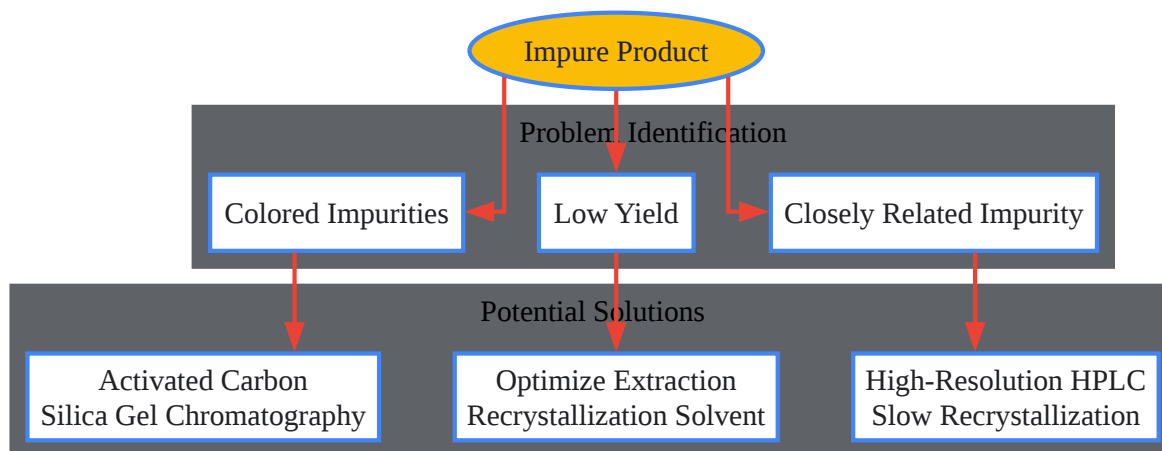 Impure Product
Problem Identification
Colored Impurities
Low Yield
Closely Related Impurity
Potential Solutions
Activated Carbon
Silica Gel Chromatography
Optimize Extraction
Recrystallization Solvent
High-Resolution HPLC
Slow Recrystallization